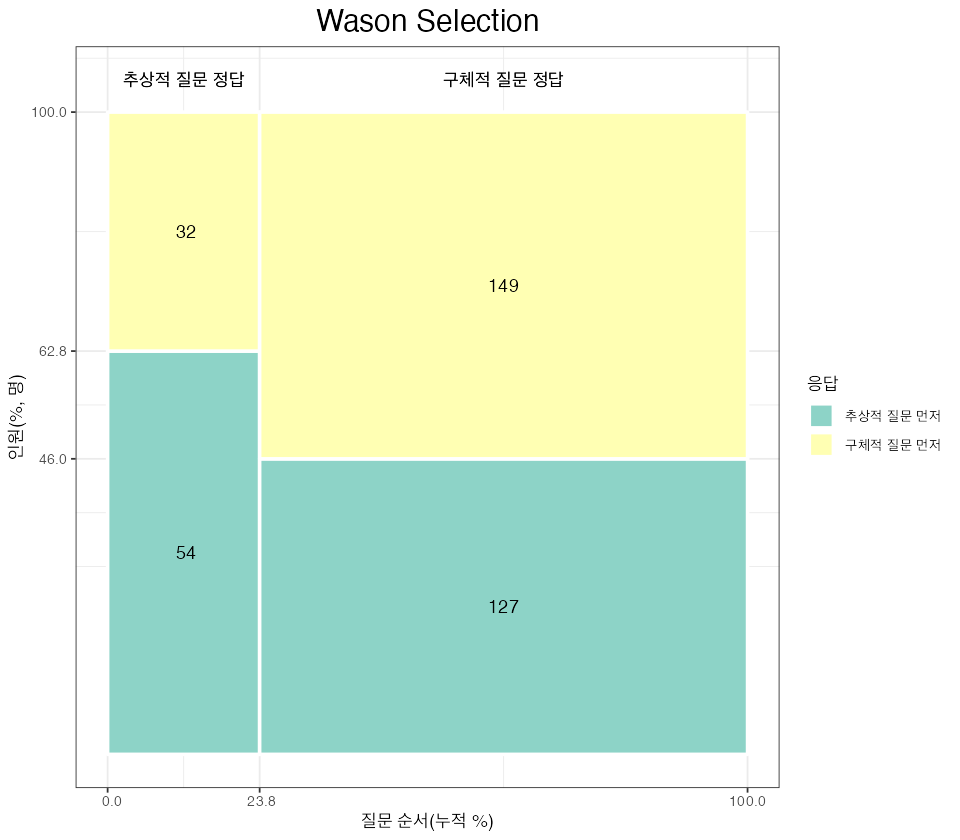 Wason Selection
추상적 질문 정답
구체적 질문 정답
100.0
32
149
62.8
인원(%, 명)
응답
추상적 질문 먼저
구체적 질문 먼저
46.0
54
127
0.0
23.8
100.0
질문 순서(누적 %)